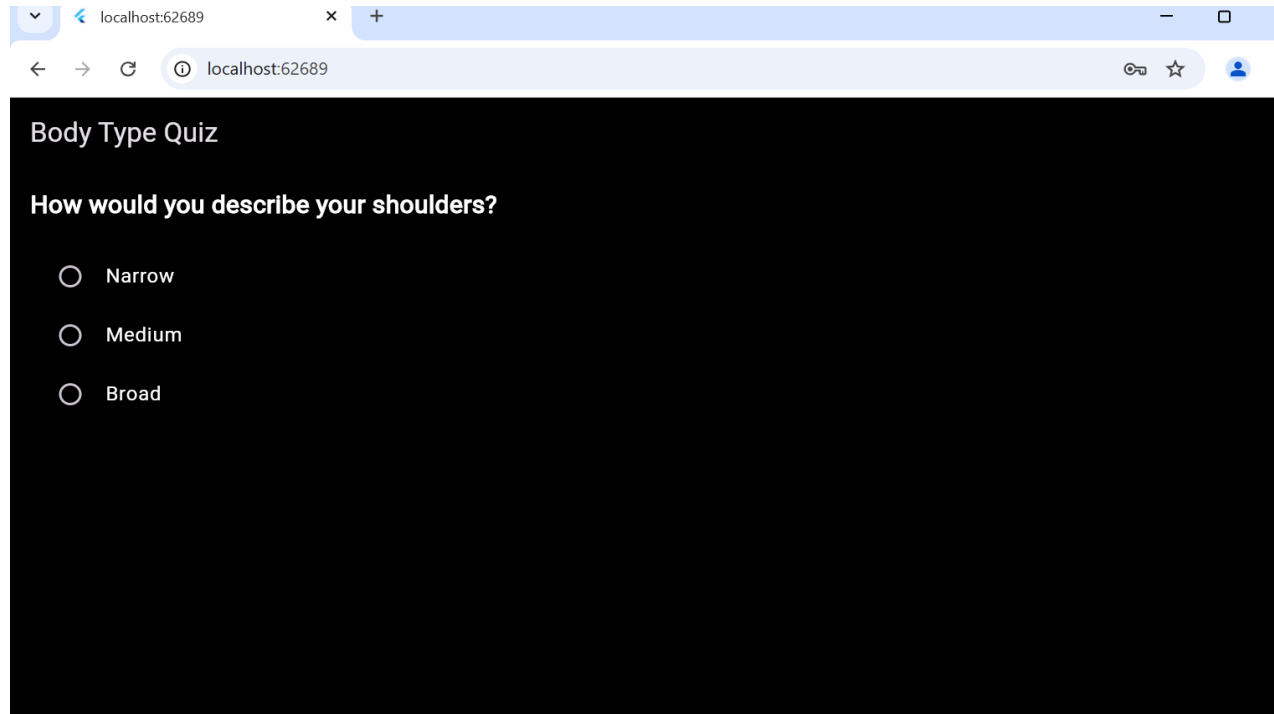 localhost:62689
localhost:62689
Body Type Quiz
How would you describe your shoulders?
Narrow
Medium
Broad